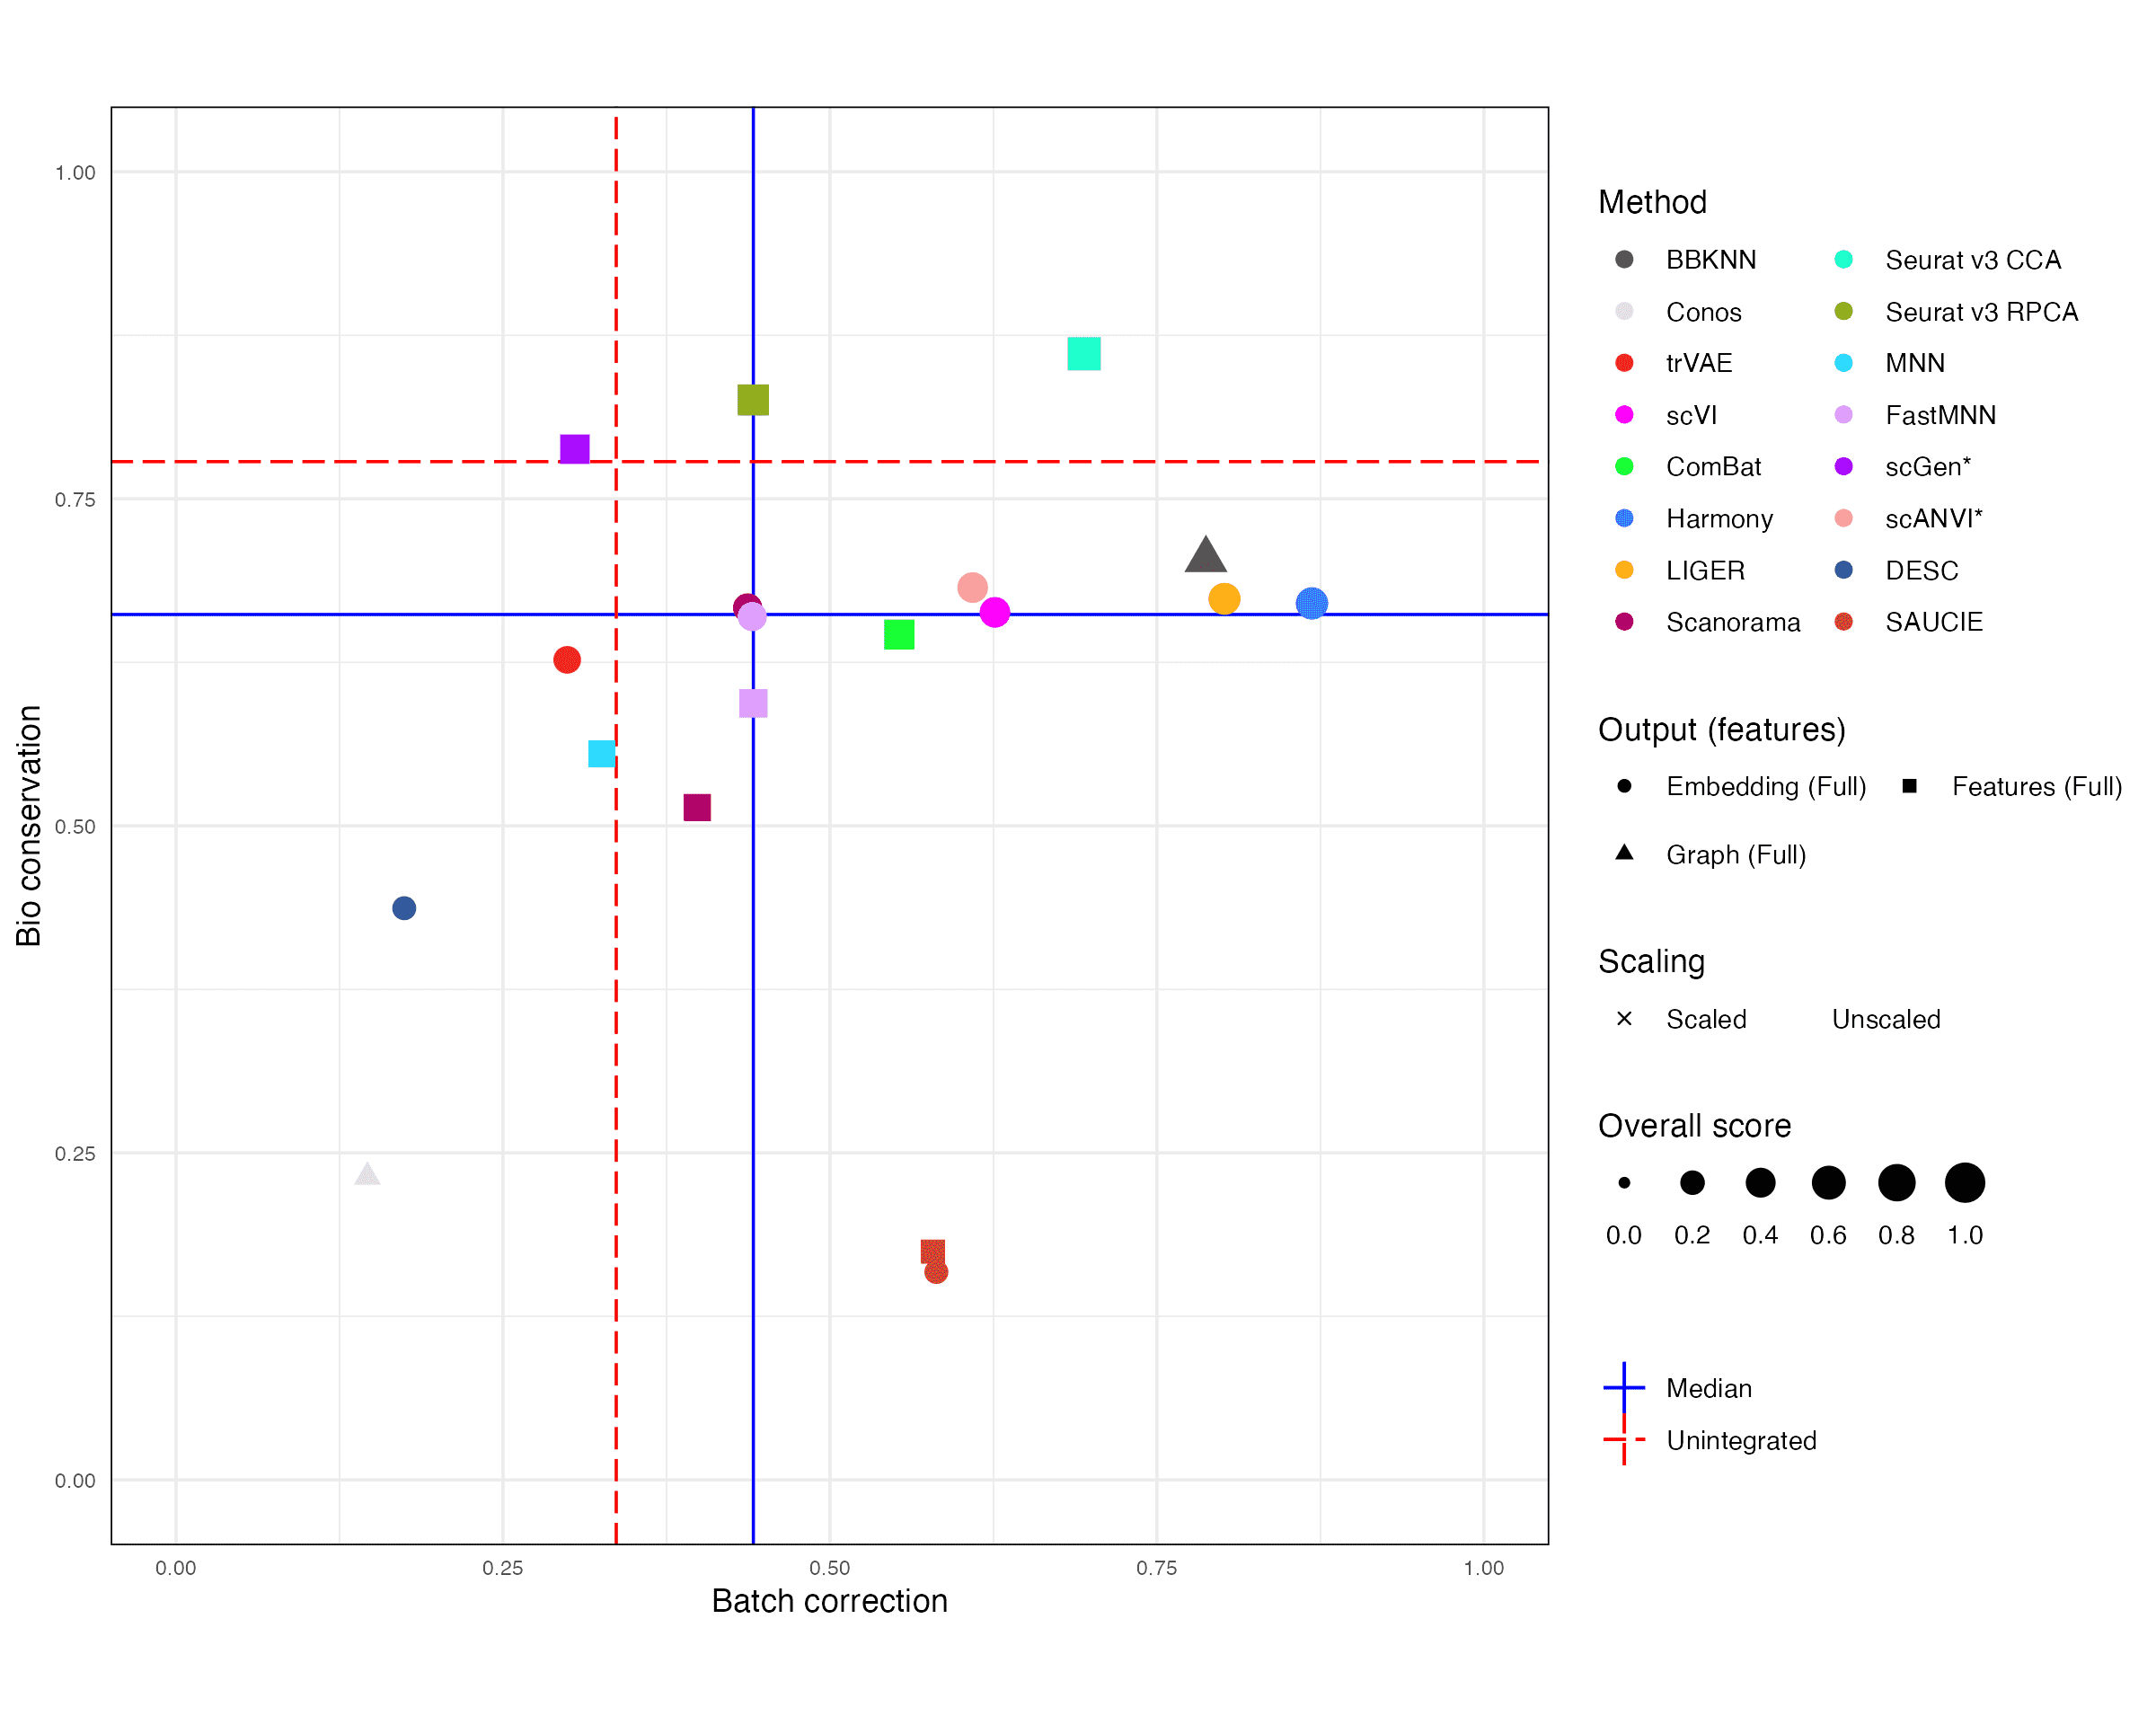 1.00
0.75
0.50
0.25
0.00
Bio conservation
0.00 0.25 0.50 0.75 1.00
Batch correction
Method
BBKNN Seurat v3 CCA
Conos Seurat v3 RPCA
trVAE MNN
scVI FastMNN
ComBat scGen*
Harmony scANVI*
LIGER DESC
Scanorama SAUCIE
Output (features)
Embedding (Full) Features (Full)
Graph (Full)
Scaling
Scaled Unscaled
Overall score
0.0 0.2 0.4 0.6 0.8 1.0
Median
Unintegrated